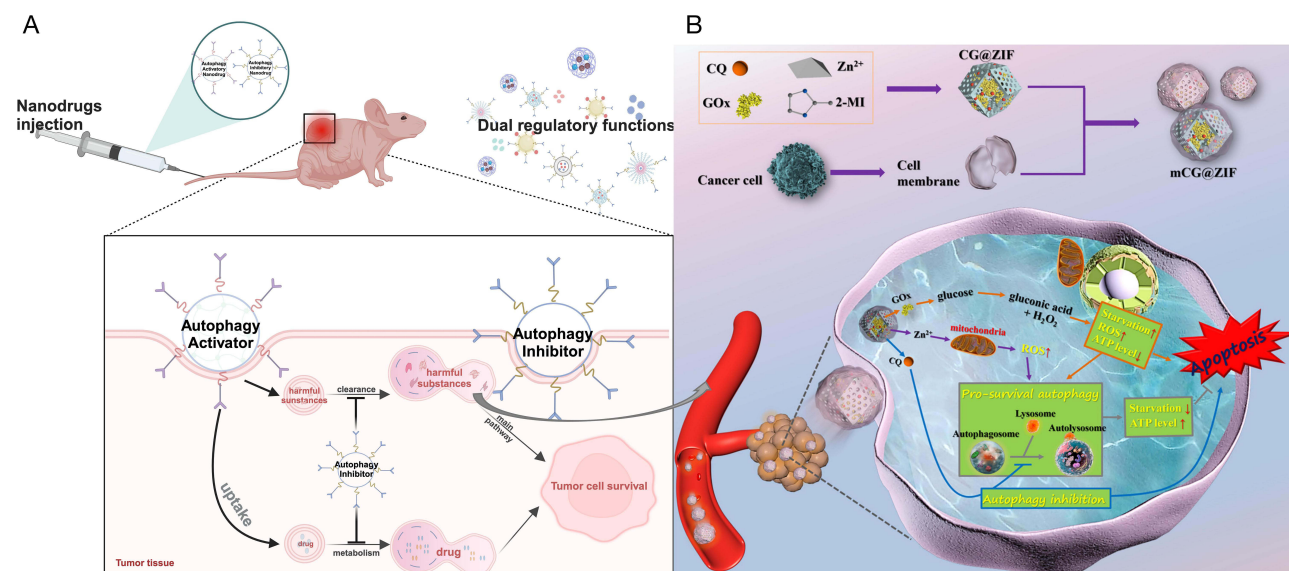 A
Autophagy
Activatory
Nanodrug
Autophagy
Inhibitory
Nanodrug
Nanodrugs
injection
Dual regulatory functions
Autophagy
Activator
Autophagy
Inhibitor
harmful
sunstances
clearance
harmful
substances
main
pathway
Autophagy
Inhibitor
Tumor cell survival
uptake
drug
metabolism
drug
Tumor tissue
B
CQ
Zn²⁺
GOx
2-MI
CG@ZIF
Cancer cell
Cell
membrane
mCG@ZIF
GOx
glucose
gluconic acid
+ H₂O₂
Zn²⁺
mitochondria
ROS↑
CQ
Starvation↑
ROS↑
ATP level↓
Apoptosis
Pro-survival autophagy
Lysosome
Autophagosome
Autolysosome
Starvation ↓
ATP level ↑
Autophagy inhibition